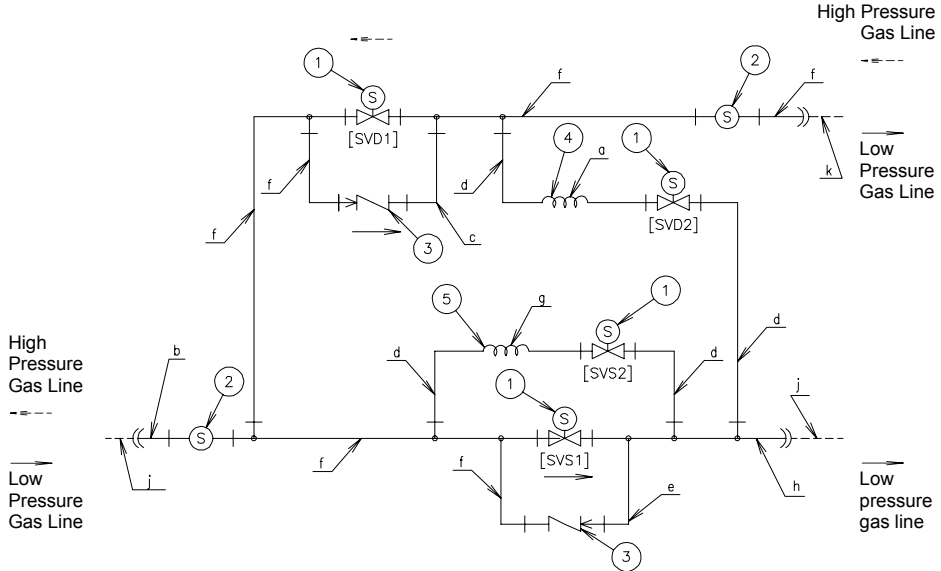 High Pressure
Gas Line
1
2
f
S
S
[SVD1]
k
Low
Pressure
Gas Line
f
4
a
1
d
S
[SVD2]
f
3
c
f
5
g
1
S
[SVS2]
High
Pressure
Gas Line
b
2
d
d
d
1
S
S
[SVS1]
j
f
f
e
h
j
3
Low
Pressure
Gas Line
Low
pressure
gas line